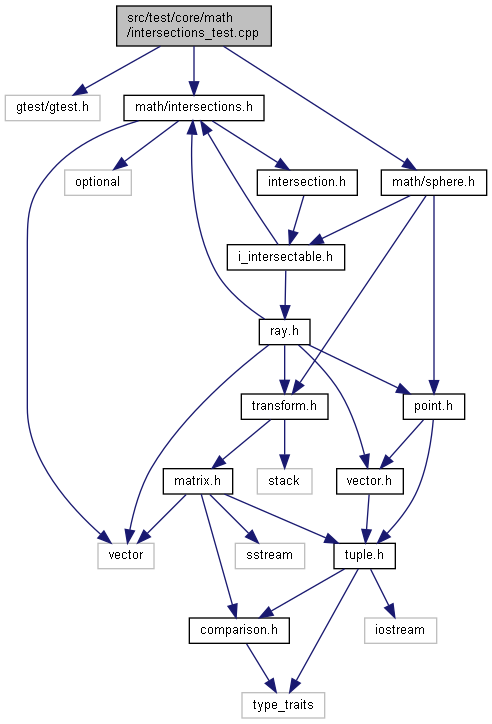 src/test/core/math
/intersections_test.cpp
gtest/gtest.h
math/intersections.h
optional
intersection.h
math/sphere.h
i_intersectable.h
ray.h
transform.h
point.h
matrix.h
stack
vector.h
vector
sstream
tuple.h
comparison.h
iostream
type_traits